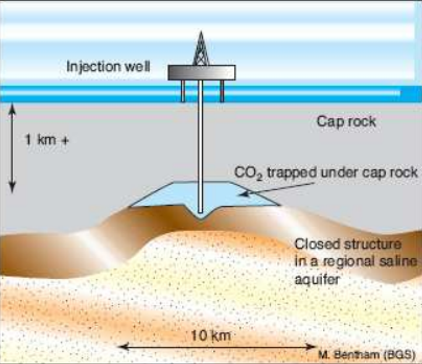 Injection well
Cap rock
1 km +
CO₂ trapped under cap rock
Closed structure
in a regional saline
aquifer
10 km
M. Bentham (BGS)